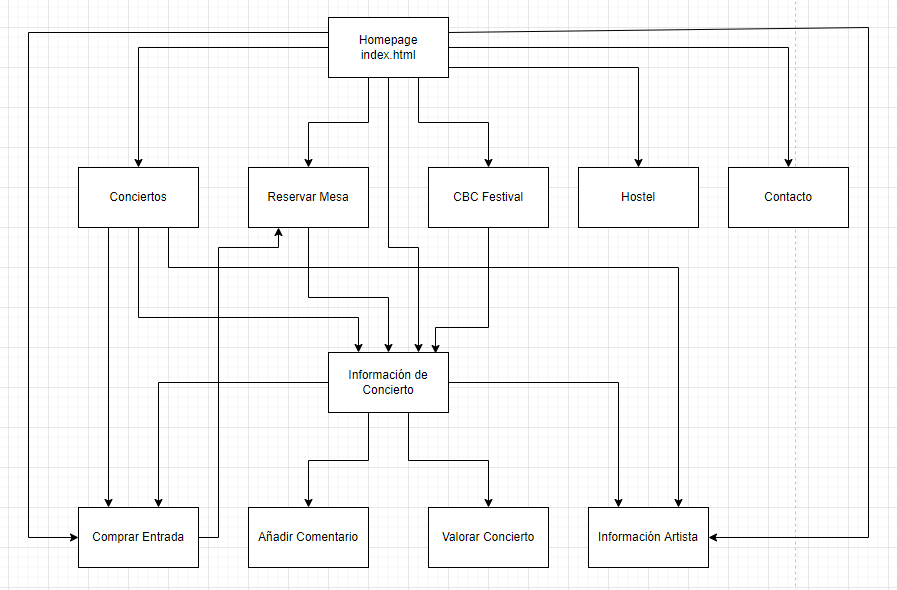 Homepage
index.html
Conciertos
Reservar Mesa
CBC Festival
Hostel
Contacto
Información de
Concierto
Comprar Entrada
Añadir Comentario
Valorar Concierto
Información Artista